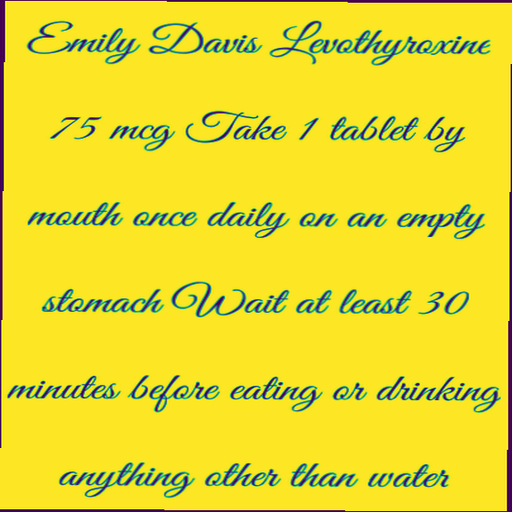 Emily Davis Levothyroxine
75 mcg Take 1 tablet by
mouth once daily on an empty
stomach Wait at least 30
minutes before eating or drinking
anything other than water